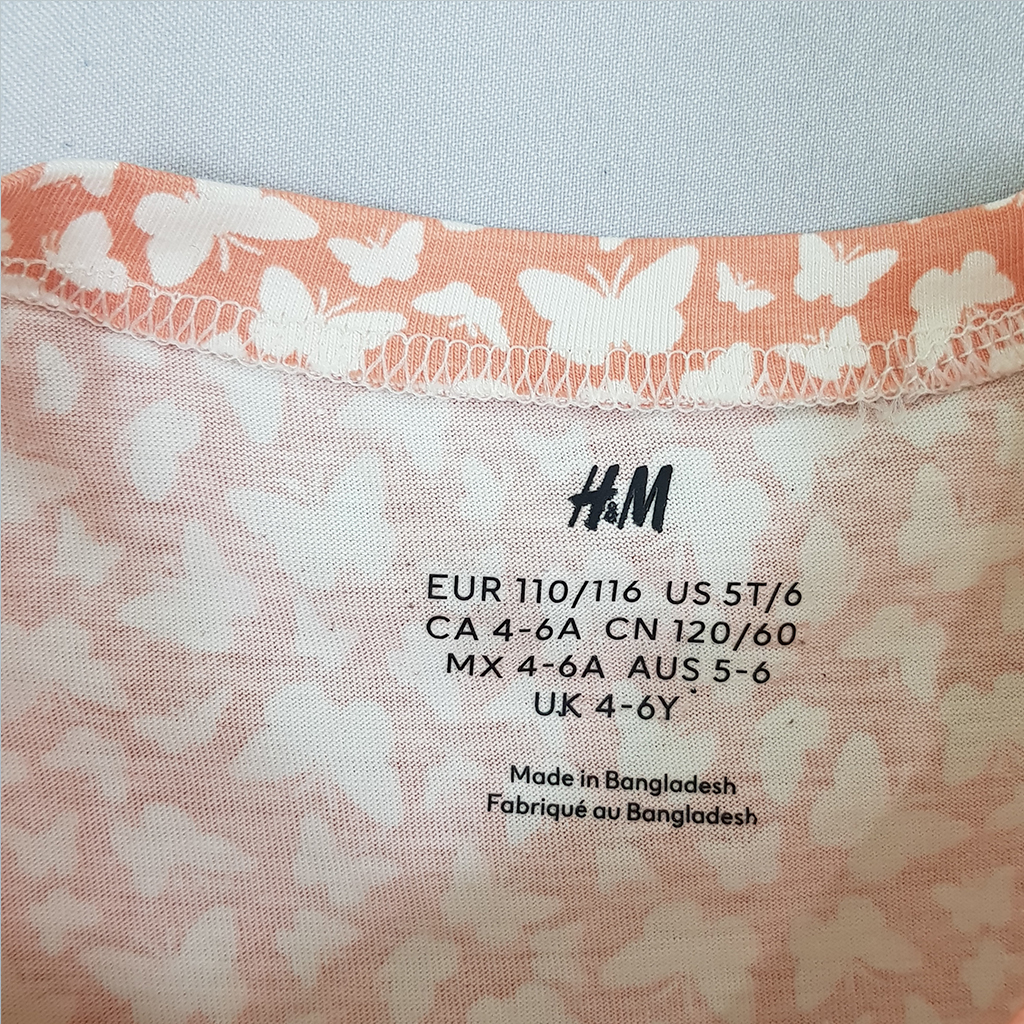 H&M
EUR 110/116 US 5T/6
CA 4-6A CN 120/60
MX 4-6A AUS 5-6
UK 4-6Y
Made in Bangladesh
Fabriqué au Bangladesh